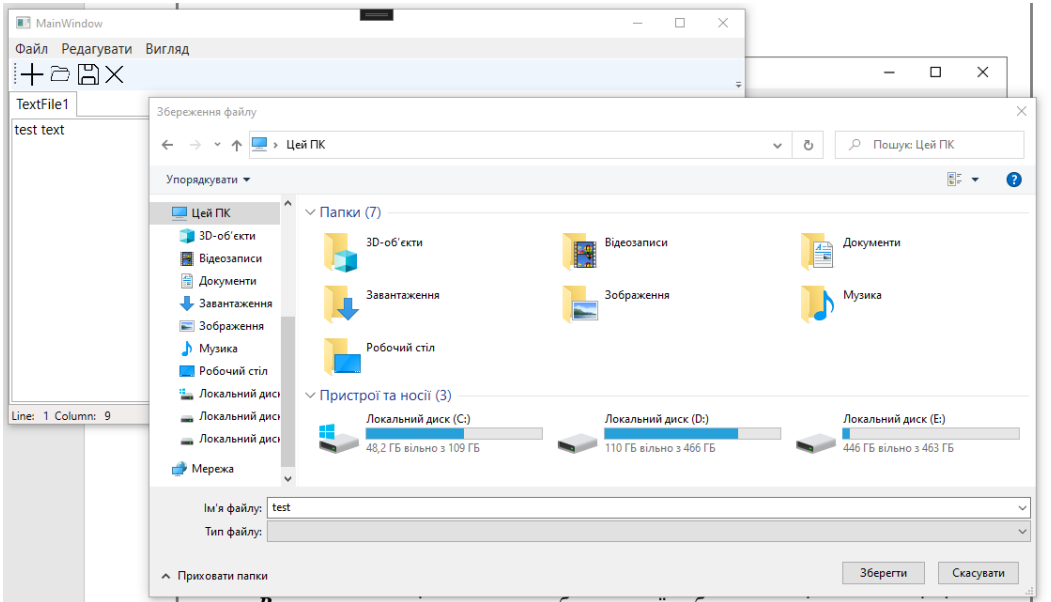 MainWindow
Файл Редагувати Вигляд
TextFile1
test text
Line: 1 Column: 9
Збереження файлу
Цей ПК
Пошук: Цей ПК
Упорядкувати
Цей ПК
3D-об'єкти
Відеозаписи
Документи
Завантаження
Зображення
Музика
Робочий стіл
Локальний диск
Локальний диск
Локальний диск
Мережа
Папки (7)
3D-об'єкти
Відеозаписи
Документи
Завантаження
Зображення
Музика
Робочий стіл
Пристрої та носії (3)
Локальний диск (C:)
48,2 ГБ вільно з 109 ГБ
Локальний диск (D:)
110 ГБ вільно з 466 ГБ
Локальний диск (E:)
446 ГБ вільно з 463 ГБ
Ім'я файлу: test
Тип файлу:
Приховати папки
Зберегти
Скасувати